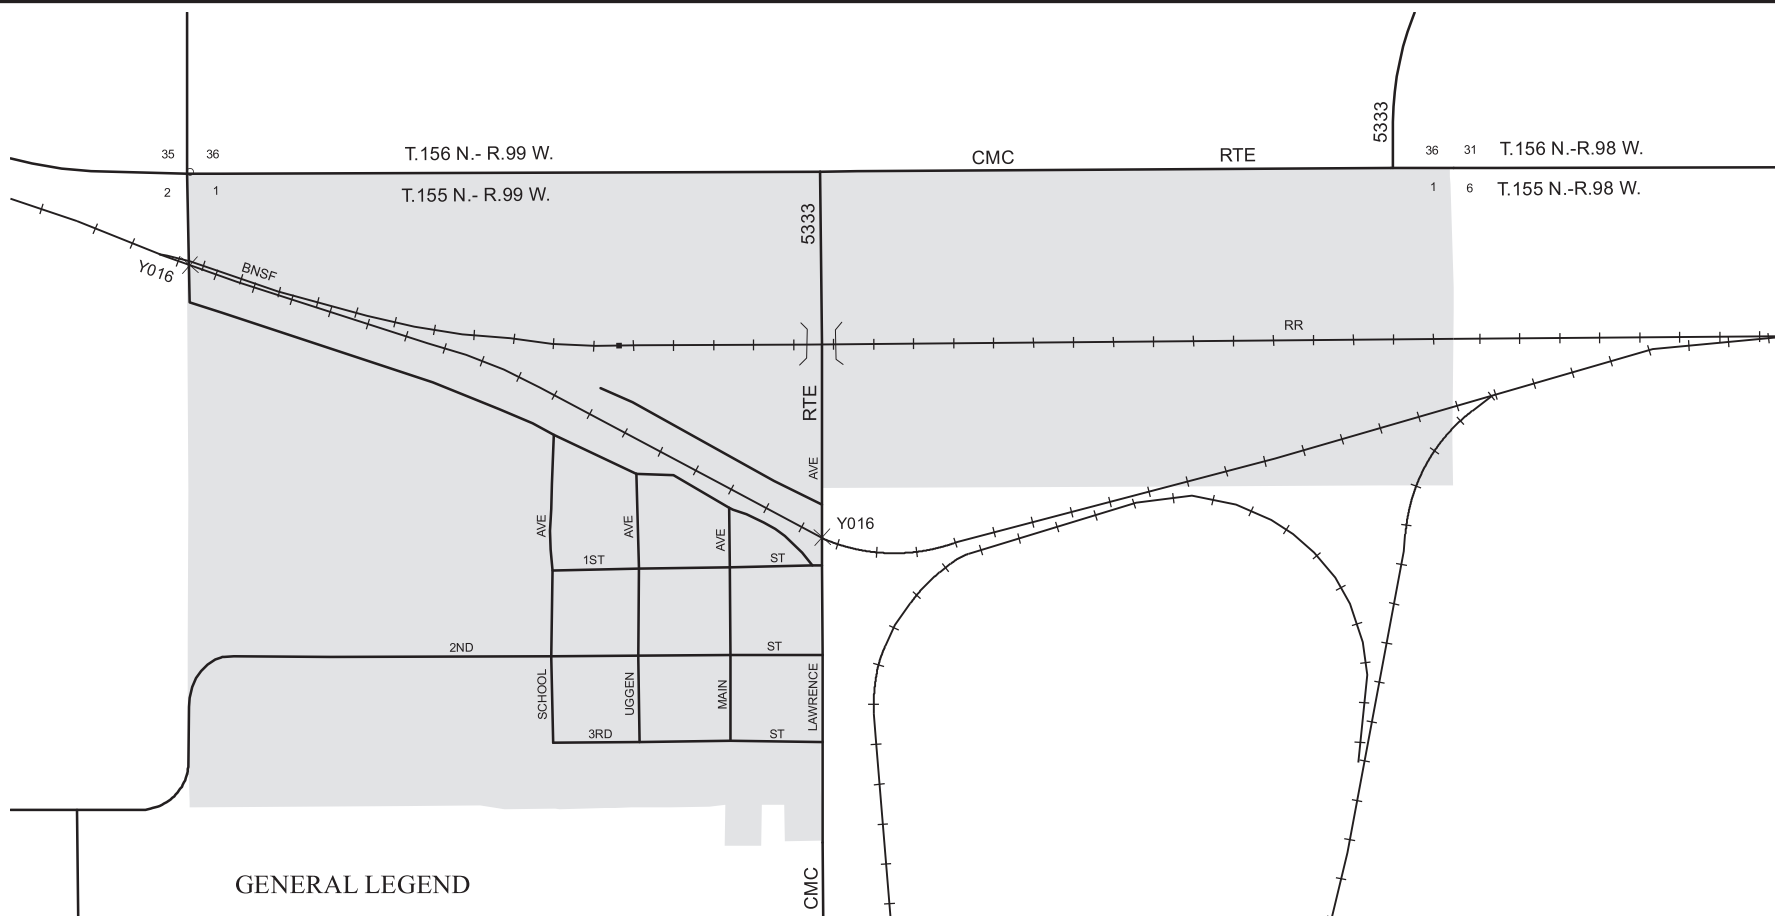 5333
35 36 T.156 N.- R.99 W. CMC RTE 36 31 T.156 N.-R.98 W.
2 1 T.155 N.- R.99 W. 1 6 T.155 N.-R.98 W.
5333
Y016 BNSF
RR
RTE
AVE
Y016
AVE AVE AVE
1ST ST
2ND ST
SCHOOL UGGEN MAIN LAWRENCE
3RD ST
GENERAL LEGEND
CMC